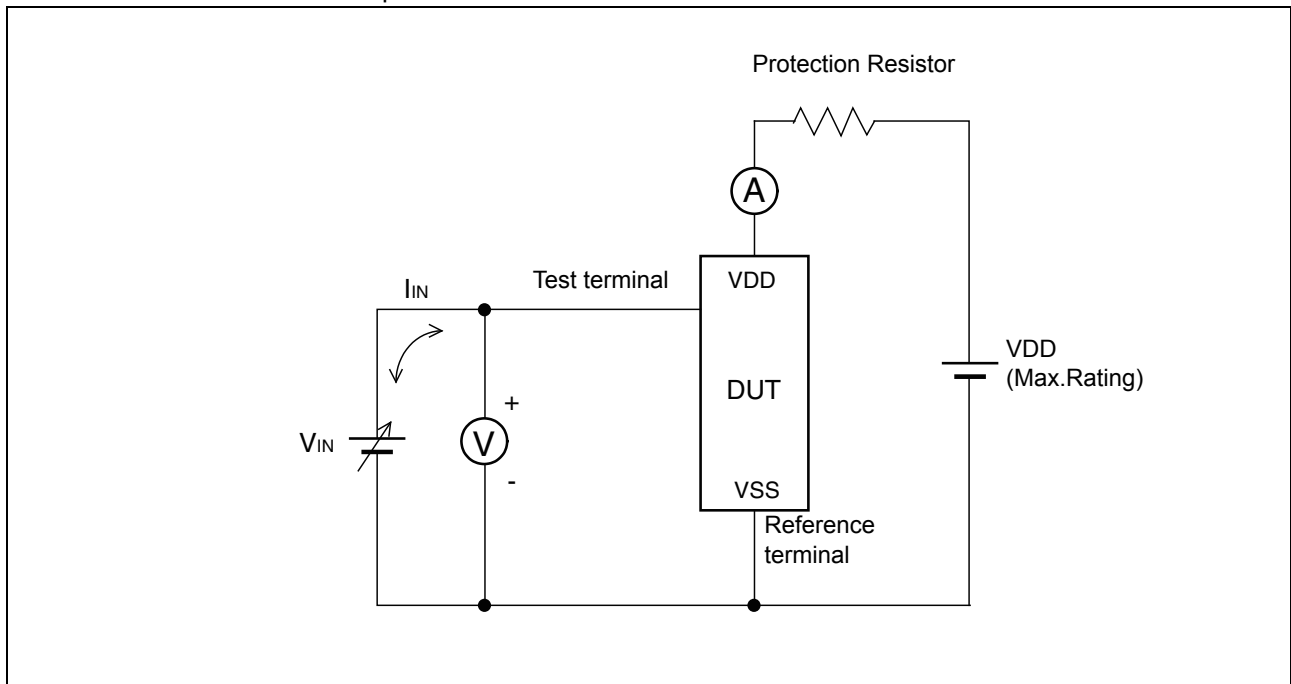 Protection Resistor
A
Test terminal
VDD
IIN
VDD
(Max.Rating)
DUT
+
VIN
V
-
VSS
Reference
terminal